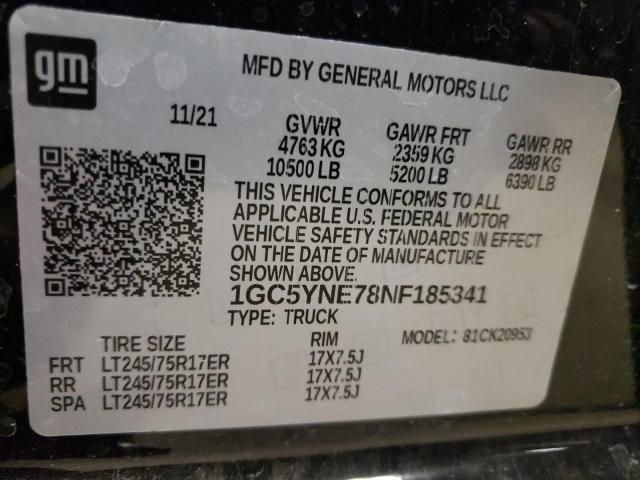 gm
MFD BY GENERAL MOTORS LLC
11/21
GVWR
4763 KG
10500 LB
GAWR FRT
2359 KG
5200 LB
GAWR RR
2898 KG
6390 LB
THIS VEHICLE CONFORMS TO ALL
APPLICABLE U.S. FEDERAL MOTOR
VEHICLE SAFETY STANDARDS IN EFFECT
ON THE DATE OF MANUFACTURE
SHOWN ABOVE.
1GC5YNE78NF185341
TYPE: TRUCK
MODEL: 81CK20953
TIRE SIZE RIM
FRT LT245/75R17ER 17X7.5J
RR LT245/75R17ER 17X7.5J
SPA LT245/75R17ER 17X7.5J